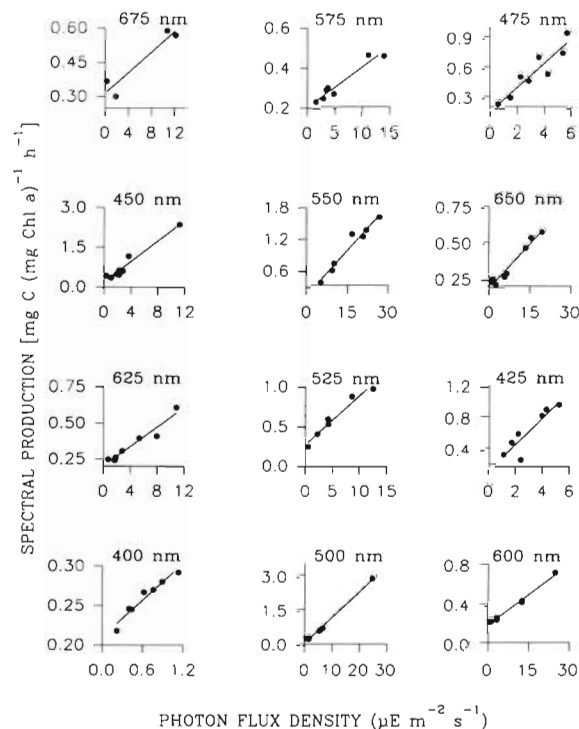 SPECTRAL PRODUCTION [mg C (mg Chl a)⁻¹ h⁻¹]
675 nm
0.60
0.45
0.30
0 4 8 12
575 nm
0.6
0.4
0.2
0 5 10 15
475 nm
0.9
0.6
0.3
0 2 4 6
450 nm
3.0
1.5
0.0
0 4 8 12
550 nm
1.8
1.2
0.6
0 15 30
650 nm
0.75
0.50
0.25
0 15 30
625 nm
0.75
0.50
0.25
0 4 8 12
525 nm
1.0
0.5
0.0
0 5 10 15
425 nm
1.2
0.8
0.4
0 2 4 6
400 nm
0.30
0.25
0.20
0.0 0.6 1.2
500 nm
3.0
1.5
0.0
0 10 20 30
600 nm
0.8
0.4
0.0
0 10 20 30
PHOTON FLUX DENSITY (µE m⁻² s⁻¹)